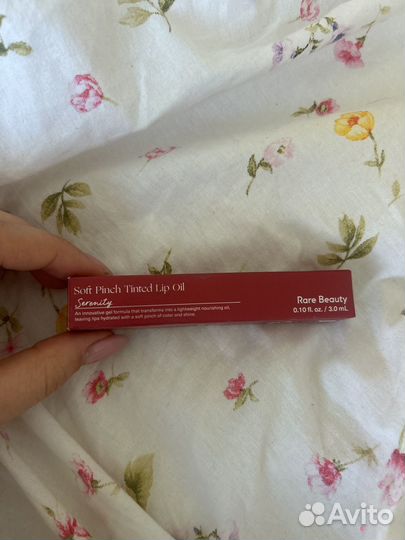 Soft Pinch Tinted Lip Oil
Serenity
An innovative gel formula that transforms into a lightweight nourishing oil,
leaving lips hydrated with a soft pinch of color and shine.
Rare Beauty
0.10 fl. oz. / 3.0 mL
Avito